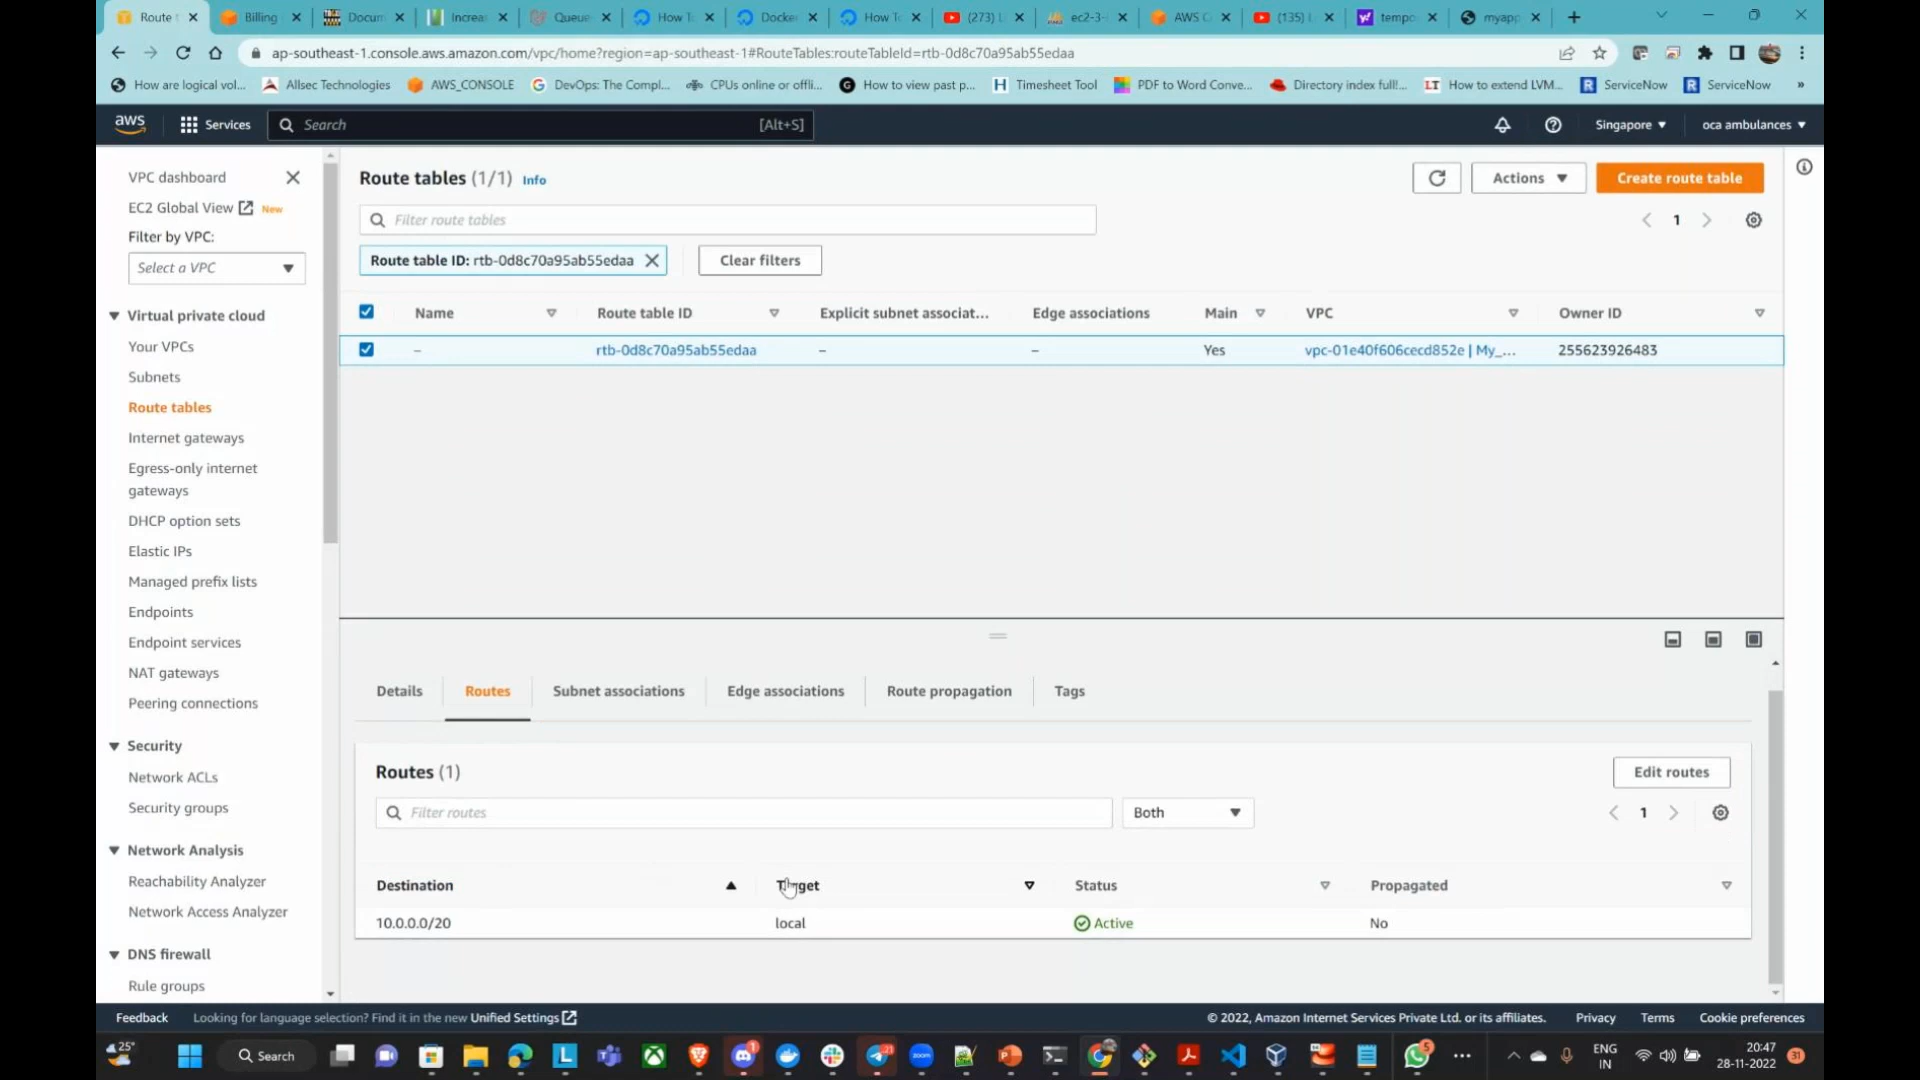 Route
Billing
Docum
Increa
Queue
How To
Docke
How To
(273)
ec2-3-
AWS C
(135)
tempo
myapp
ap-southeast-1.console.aws.amazon.com/vpc/home?region=ap-southeast-1#RouteTables:routeTableId=rtb-0d8c70a95ab55edaa
How are logical vol...
Allsec Technologies
AWS_CONSOLE
DevOps: The Compl...
CPUs online or offli...
How to view past p...
Timesheet Tool
PDF to Word Conve...
Directory index full!...
How to extend LVM...
ServiceNow
ServiceNow
»
aws
Services
Search
[Alt+S]
Singapore
oca ambulances
VPC dashboard
EC2 Global View
New
Filter by VPC:
Select a VPC
Virtual private cloud
Your VPCs
Subnets
Route tables
Internet gateways
Egress-only internet
gateways
DHCP option sets
Elastic IPs
Managed prefix lists
Endpoints
Endpoint services
NAT gateways
Peering connections
Security
Network ACLs
Security groups
Network Analysis
Reachability Analyzer
Network Access Analyzer
DNS firewall
Rule groups
Route tables (1/1) Info
Actions
Create route table
Filter route tables
1
Route table ID: rtb-0d8c70a95ab55edaa
Clear filters
Name
Route table ID
Explicit subnet associat...
Edge associations
Main
VPC
Owner ID
–
rtb-0d8c70a95ab55edaa
–
–
Yes
vpc-01e40f606cecd852e | My_...
255623926483
Details
Routes
Subnet associations
Edge associations
Route propagation
Tags
Routes (1)
Edit routes
Filter routes
Both
1
Destination
Target
Status
Propagated
10.0.0.0/20
local
Active
No
Feedback
Looking for language selection? Find it in the new Unified Settings
© 2022, Amazon Internet Services Private Ltd. or its affiliates.
Privacy
Terms
Cookie preferences
25°
Search
ENG
IN
20:47
28-11-2022
31